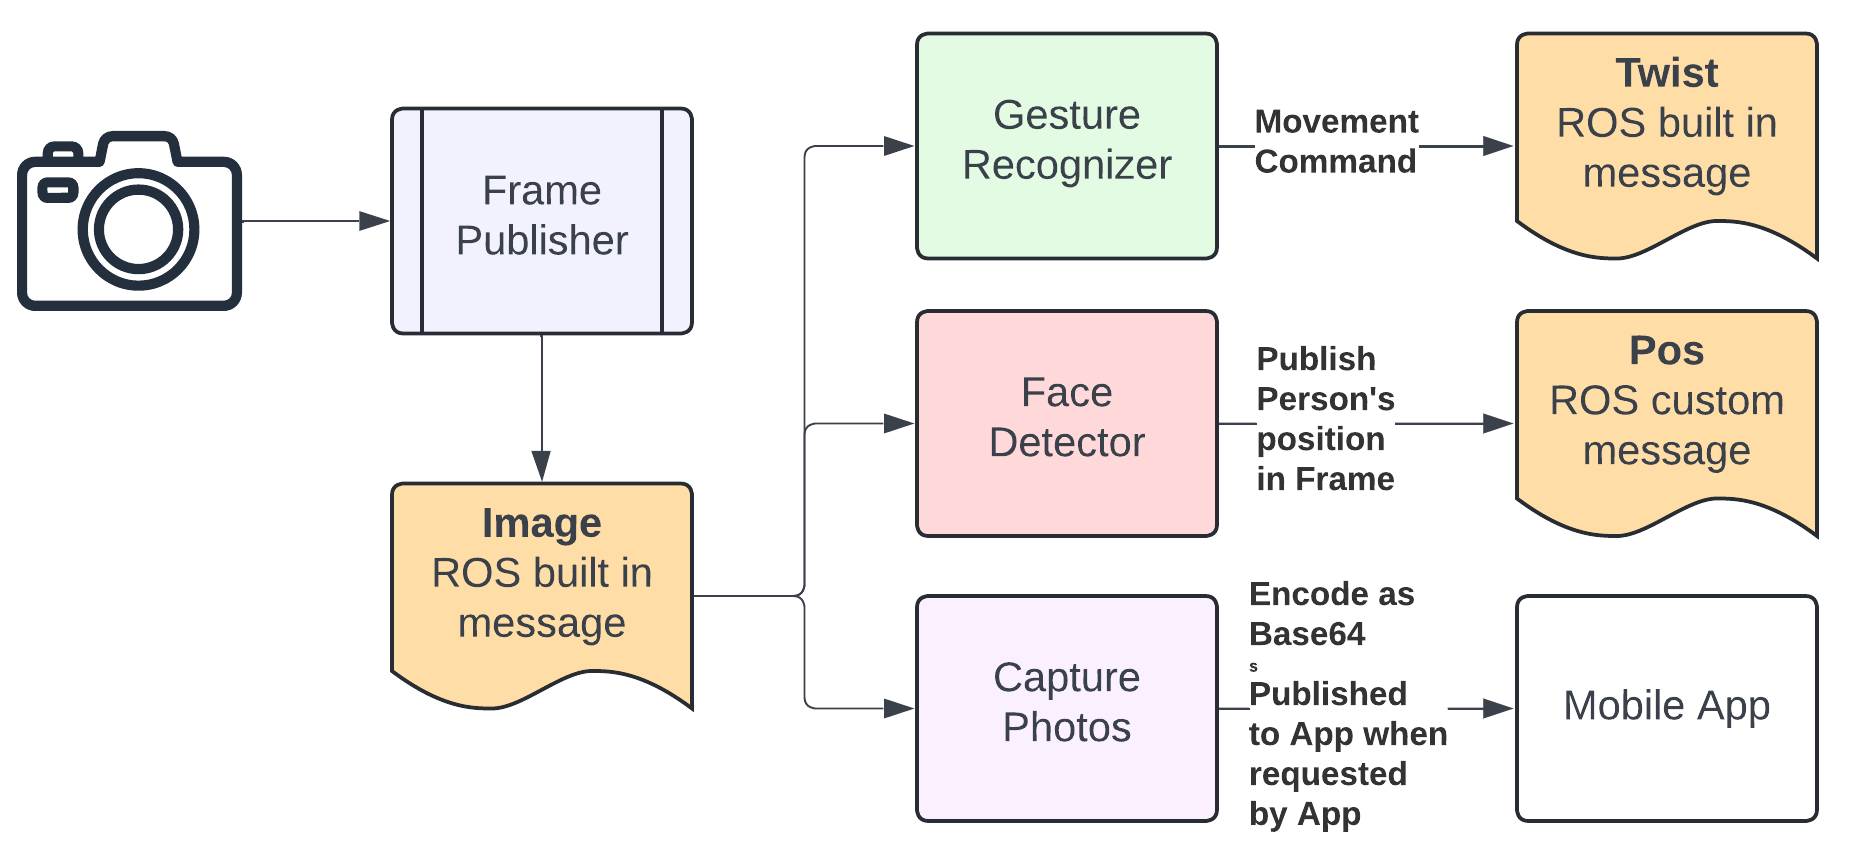 Frame
Publisher
Image
ROS built in
message
Gesture
Recognizer
Movement
Command
Twist
ROS built in
message
Face
Detector
Publish
Person's
position
in Frame
Pos
ROS custom
message
Capture
Photos
Encode as
Base64
s
Published
to App when
requested
by App
Mobile App